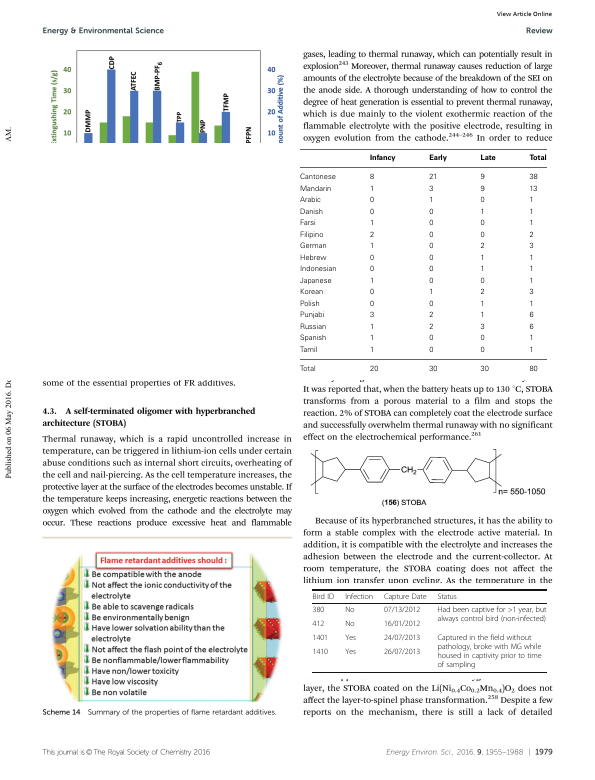 View Article Online
Energy & Environmental Science
Review
Published on 06 May 2016.
AM.
xtinguishing Time (s/g)
40
30
20
10
DMMP
CDP
ATFEC
BMP-PF6
TPP
PNP
TFMP
PFPN
40
30
20
10
mount of Additive (%)
some of the essential properties of FR additives.
4.3. A self-terminated oligomer with hyperbranched
architecture (STOBA)
Thermal runaway, which is a rapid uncontrolled increase in
temperature, can be triggered in lithium-ion cells under certain
abuse conditions such as internal short circuits, overheating of
the cell and nail-piercing. As the cell temperature increases, the
protective layer at the surface of the electrodes becomes unstable. If
the temperature keeps increasing, energetic reactions between the
oxygen which evolved from the cathode and the electrolyte may
occur. These reactions produce excessive heat and flammable
Flame retardant additives should :
Be compatible with the anode
Not affect the ionic conductivity of the
electrolyte
Be able to scavenge radicals
Be environmentally benign
Have lower solvation ability than the
electrolyte
Not affect the flash point of the electrolyte
Be nonflammable/lower flammability
Have non/lower toxicity
Have low viscosity
Be non volatile
Scheme 14 Summary of the properties of flame retardant additives.
gases, leading to thermal runaway, which can potentially result in
explosion243 Moreover, thermal runaway causes reduction of large
amounts of the electrolyte because of the breakdown of the SEI on
the anode side. A thorough understanding of how to control the
degree of heat generation is essential to prevent thermal runaway,
which is due mainly to the violent exothermic reaction of the
flammable electrolyte with the positive electrode, resulting in
oxygen evolution from the cathode.244–246 In order to reduce
Infancy Early Late Total
Cantonese 8 21 9 38
Mandarin 1 3 9 13
Arabic 0 1 0 1
Danish 0 0 1 1
Farsi 1 0 0 1
Filipino 2 0 0 2
German 1 0 2 3
Hebrew 0 0 1 1
Indonesian 0 0 1 1
Japanese 1 0 0 1
Korean 0 1 2 3
Polish 0 0 1 1
Punjabi 3 2 1 6
Russian 1 2 3 6
Spanish 1 0 0 1
Tamil 1 0 0 1
Total 20 30 30 80
It was reported that, when the battery heats up to 130 °C, STOBA
transforms from a porous material to a film and stops the
reaction. 2% of STOBA can completely coat the electrode surface
and successfully overwhelm thermal runaway with no significant
effect on the electrochemical performance.261
CH2
n= 550-1050
(156) STOBA
Because of its hyperbranched structures, it has the ability to
form a stable complex with the electrode active material. In
addition, it is compatible with the electrolyte and increases the
adhesion between the electrode and the current-collector. At
room temperature, the STOBA coating does not affect the
lithium ion transfer upon cycling. As the temperature in the
Bird ID Infection Capture Date Status
380 No 07/13/2012 Had been captive for >1 year, but
always control bird (non-infected)
412 No 16/01/2012
1401 Yes 24/07/2013 Captured in the field without
pathology, broke with MG while
1410 Yes 26/07/2013 housed in captivity prior to time
of sampling
layer, the STOBA coated on the Li(Ni0.4Co0.2Mn0.4)O2 does not
affect the layer-to-spinel phase transformation.258 Despite a few
reports on the mechanism, there is still a lack of detailed
This journal is © The Royal Society of Chemistry 2016
Energy Environ. Sci., 2016, 9, 1955–1988 | 1979